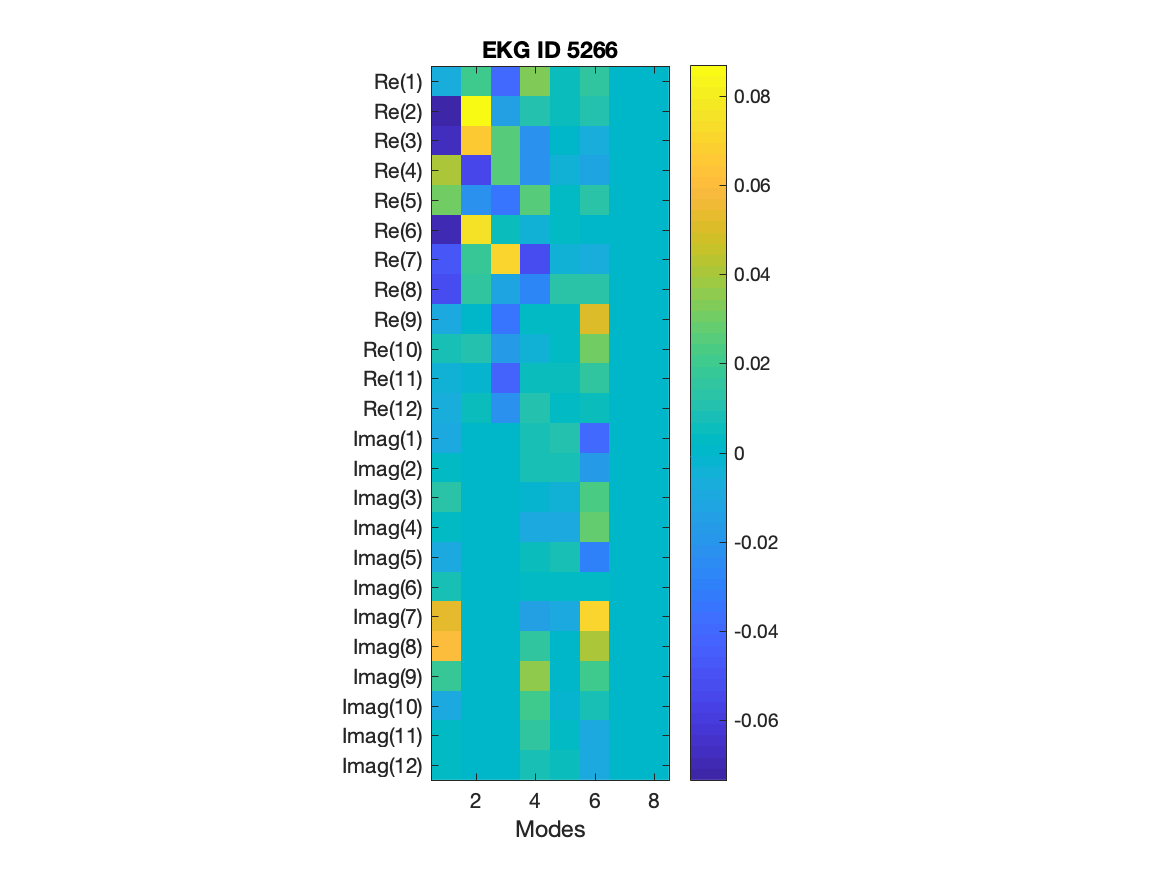 EKG ID 5266
Re(1)
Re(2)
Re(3)
Re(4)
Re(5)
Re(6)
Re(7)
Re(8)
Re(9)
Re(10)
Re(11)
Re(12)
Imag(1)
Imag(2)
Imag(3)
Imag(4)
Imag(5)
Imag(6)
Imag(7)
Imag(8)
Imag(9)
Imag(10)
Imag(11)
Imag(12)
2 4 6 8
Modes
0.08
0.06
0.04
0.02
0
-0.02
-0.04
-0.06